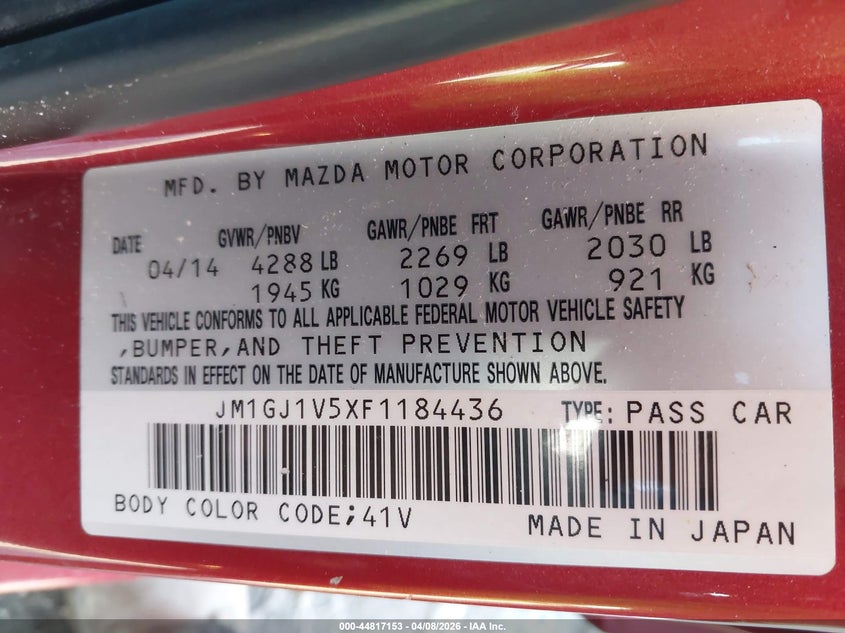 MFD. BY MAZDA MOTOR CORPORATION
DATE GVWR/PNBV GAWR/PNBE FRT GAWR/PNBE RR
04/14 4288 LB 2269 LB 2030 LB
1945 KG 1029 KG 921 KG
THIS VEHICLE CONFORMS TO ALL APPLICABLE FEDERAL MOTOR VEHICLE SAFETY
,BUMPER,AND THEFT PREVENTION
STANDARDS IN EFFECT ON THE DATE OF MANUFACTURE SHOWN ABOVE.
JM1GJ1V5XF1184436 TYPE: PASS CAR
BODY COLOR CODE;41V
MADE IN JAPAN
000-44817153 - 04/08/2026 - IAA Inc.